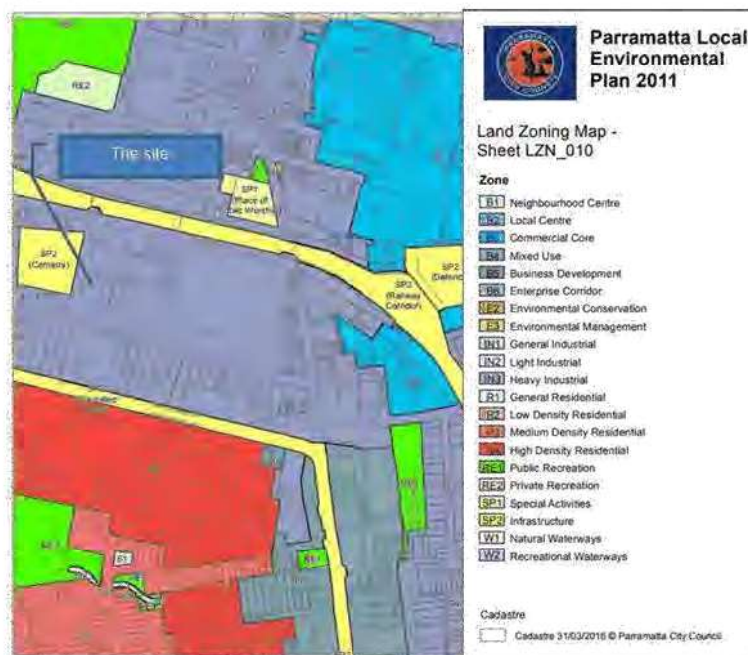 RE2
The site
SP1
(Place of
SP2
(Cemetery)
SP2
(Railway
Corridor)
SP2
B1
RE1
Parramatta Local
Environmental
Plan 2011
Land Zoning Map -
Sheet LZN_010
Zone
B1 Neighbourhood Centre
B2 Local Centre
B3 Commercial Core
B4 Mixed Use
B5 Business Development
B6 Enterprise Corridor
E2 Environmental Conservation
E3 Environmental Management
IN1 General Industrial
IN2 Light Industrial
IN3 Heavy Industrial
R1 General Residential
R2 Low Density Residential
R3 Medium Density Residential
R4 High Density Residential
RE1 Public Recreation
RE2 Private Recreation
SP1 Special Activities
SP2 Infrastructure
W1 Natural Waterways
W2 Recreational Waterways
Cadastre
Cadastre 31/03/2016 © Parramatta City Council